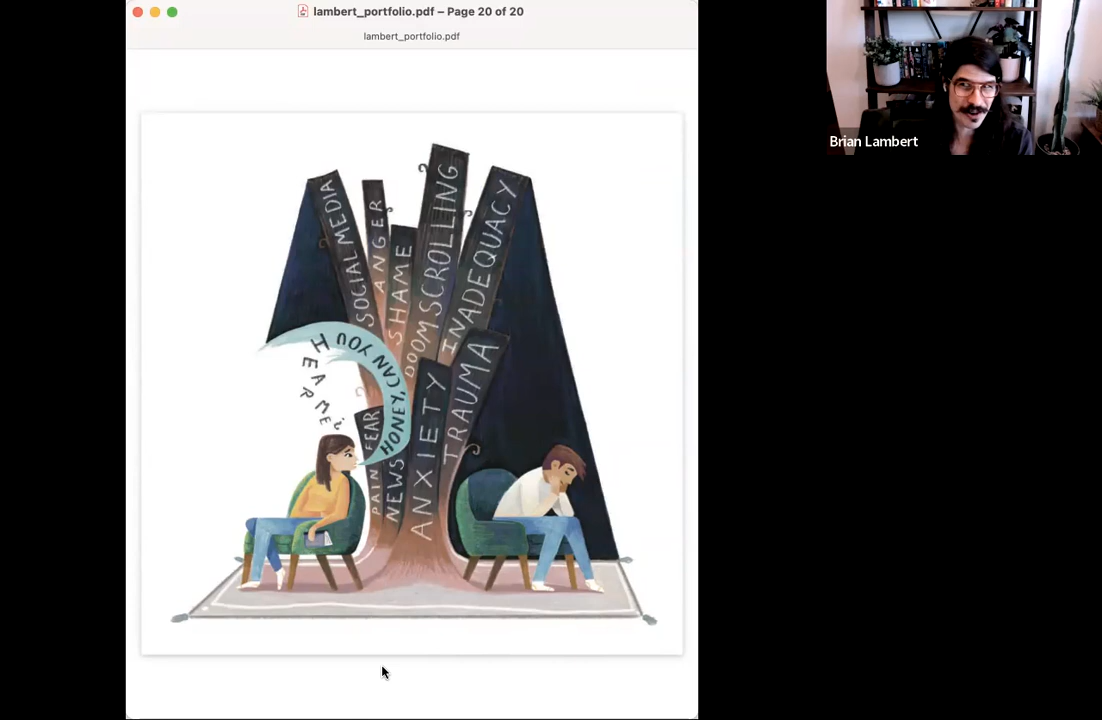 lambert_portfolio.pdf – Page 20 of 20
lambert_portfolio.pdf
Brian Lambert
SOCIAL MEDIA
ANGER
SHAME
DOOMSCROLLING
INADEQUACY
HONEY, CAN YOU
HEAR ME?
FEAR
PAIN
NEWS
ANXIETY
TRAUMA